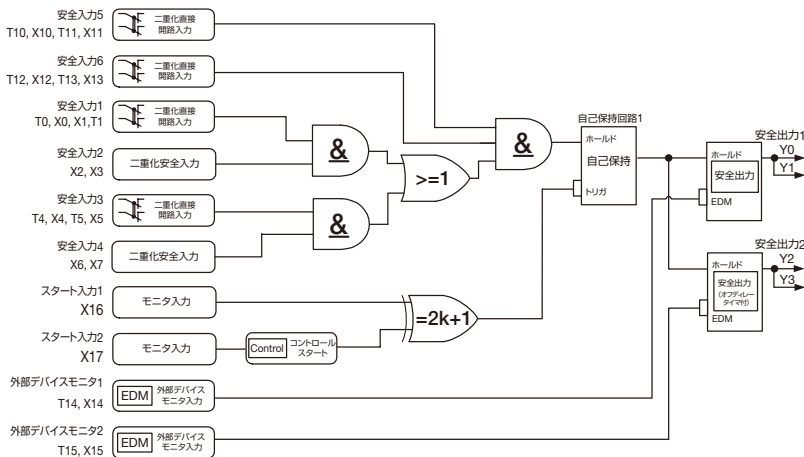 安全入力5
T10, X10, T11, X11
二重化直接
開路入力
安全入力6
T12, X12, T13, X13
二重化直接
開路入力
安全入力1
T0, X0, X1,T1
二重化直接
開路入力
安全入力2
X2, X3
二重化安全入力
安全入力3
T4, X4, T5, X5
二重化直接
開路入力
安全入力4
X6, X7
二重化安全入力
スタート入力1
X16
モニタ入力
スタート入力2
X17
モニタ入力
Control
コントロール
スタート
外部デバイスモニタ1
T14, X14
EDM
外部デバイス
モニタ入力
外部デバイスモニタ2
T15, X15
EDM
外部デバイス
モニタ入力
&
&
>=1
&
=2k+1
自己保持回路1
ホールド
自己保持
トリガ
安全出力1
Y0
Y1
ホールド
安全出力
EDM
安全出力2
Y2
Y3
ホールド
安全出力
(オフディレー
タイマ付)
EDM